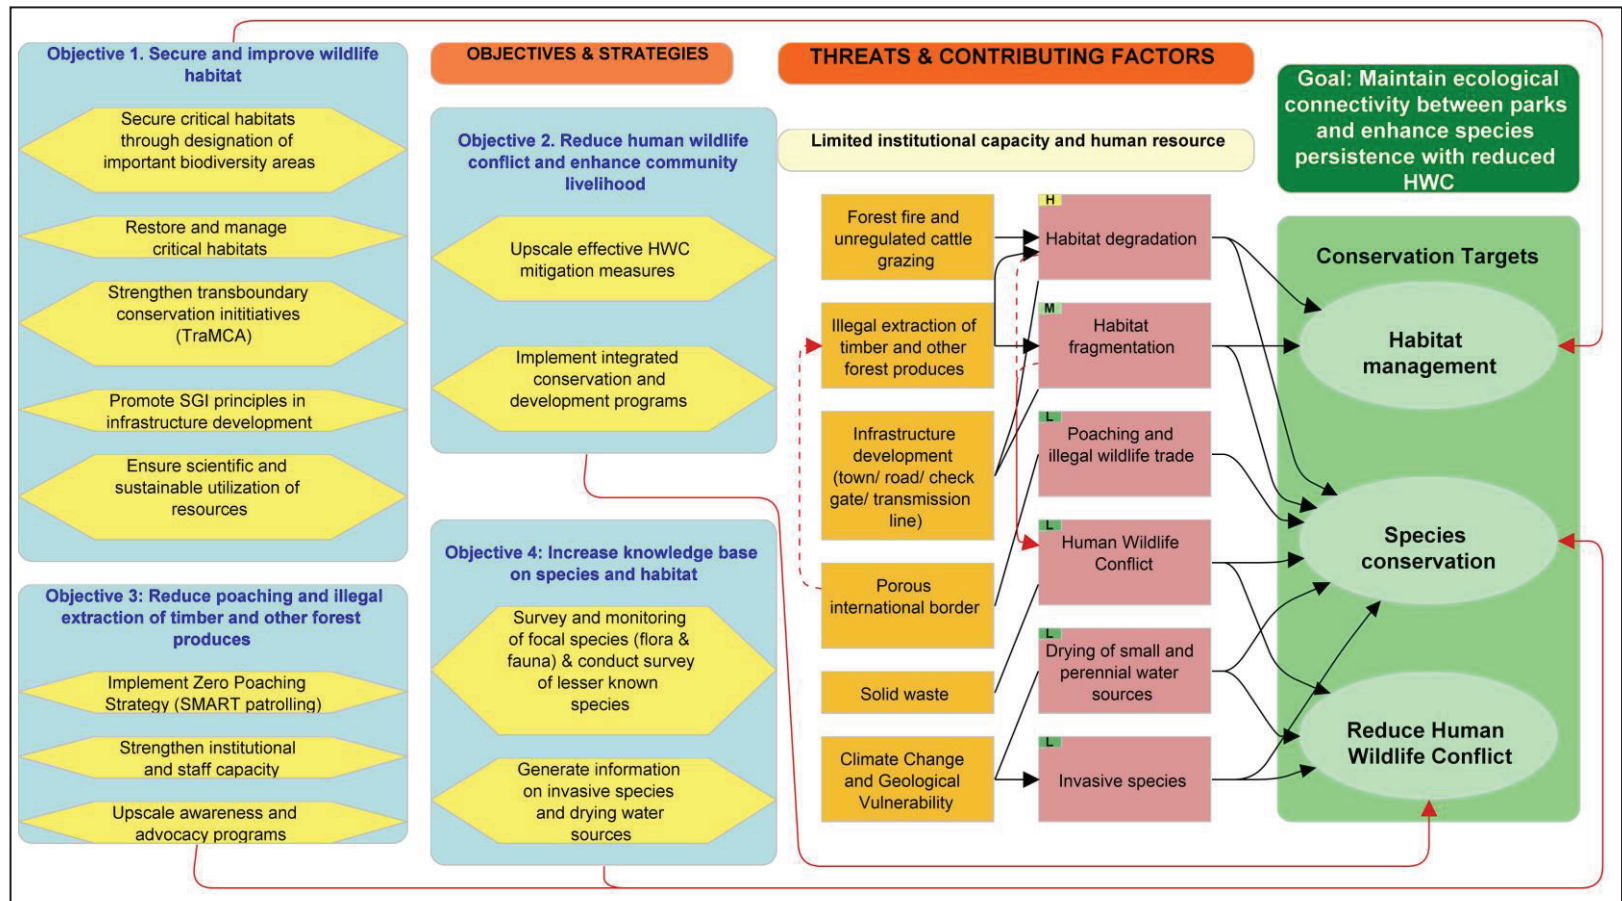 Objective 1. Secure and improve wildlife
habitat
Secure critical habitats
through designation of
important biodiversity areas
Restore and manage
critical habitats
Strengthen transboundary
conservation inititiatives
(TraMCA)
Promote SGI principles in
infrastructure development
Ensure scientific and
sustainable utilization of
resources
Objective 3: Reduce poaching and illegal
extraction of timber and other forest
produces
Implement Zero Poaching
Strategy (SMART patrolling)
Strengthen institutional
and staff capacity
Upscale awareness and
advocacy programs
OBJECTIVES & STRATEGIES
Objective 2. Reduce human wildlife
conflict and enhance community
livelihood
Upscale effective HWC
mitigation measures
Implement integrated
conservation and
development programs
Objective 4: Increase knowledge base
on species and habitat
Survey and monitoring
of focal species (flora &
fauna) & conduct survey
of lesser known
species
Generate information
on invasive species
and drying water
sources
THREATS & CONTRIBUTING FACTORS
Limited institutional capacity and human resource
Forest fire and
unregulated cattle
grazing
Illegal extraction of
timber and other
forest produces
Infrastructure
development
(town/ road/ check
gate/ transmission
line)
Porous
international border
Solid waste
Climate Change
and Geological
Vulnerability
H
Habitat degradation
M
Habitat
fragmentation
L
Poaching and
illegal wildlife trade
L
Human Wildlife
Conflict
L
Drying of small and
perennial water
sources
L
Invasive species
Goal: Maintain ecological
connectivity between parks
and enhance species
persistence with reduced
HWC
Conservation Targets
Habitat
management
Species
conservation
Reduce Human
Wildlife Conflict